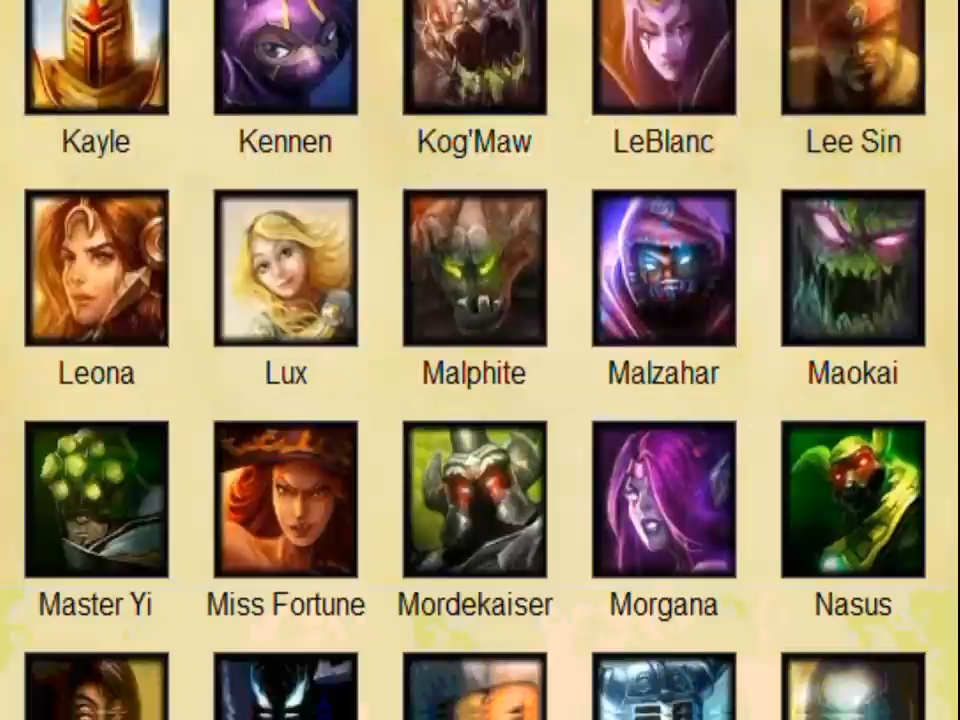 Kayle Kennen Kog'Maw LeBlanc Lee Sin
Leona Lux Malphite Malzahar Maokai
Master Yi Miss Fortune Mordekaiser Morgana Nasus